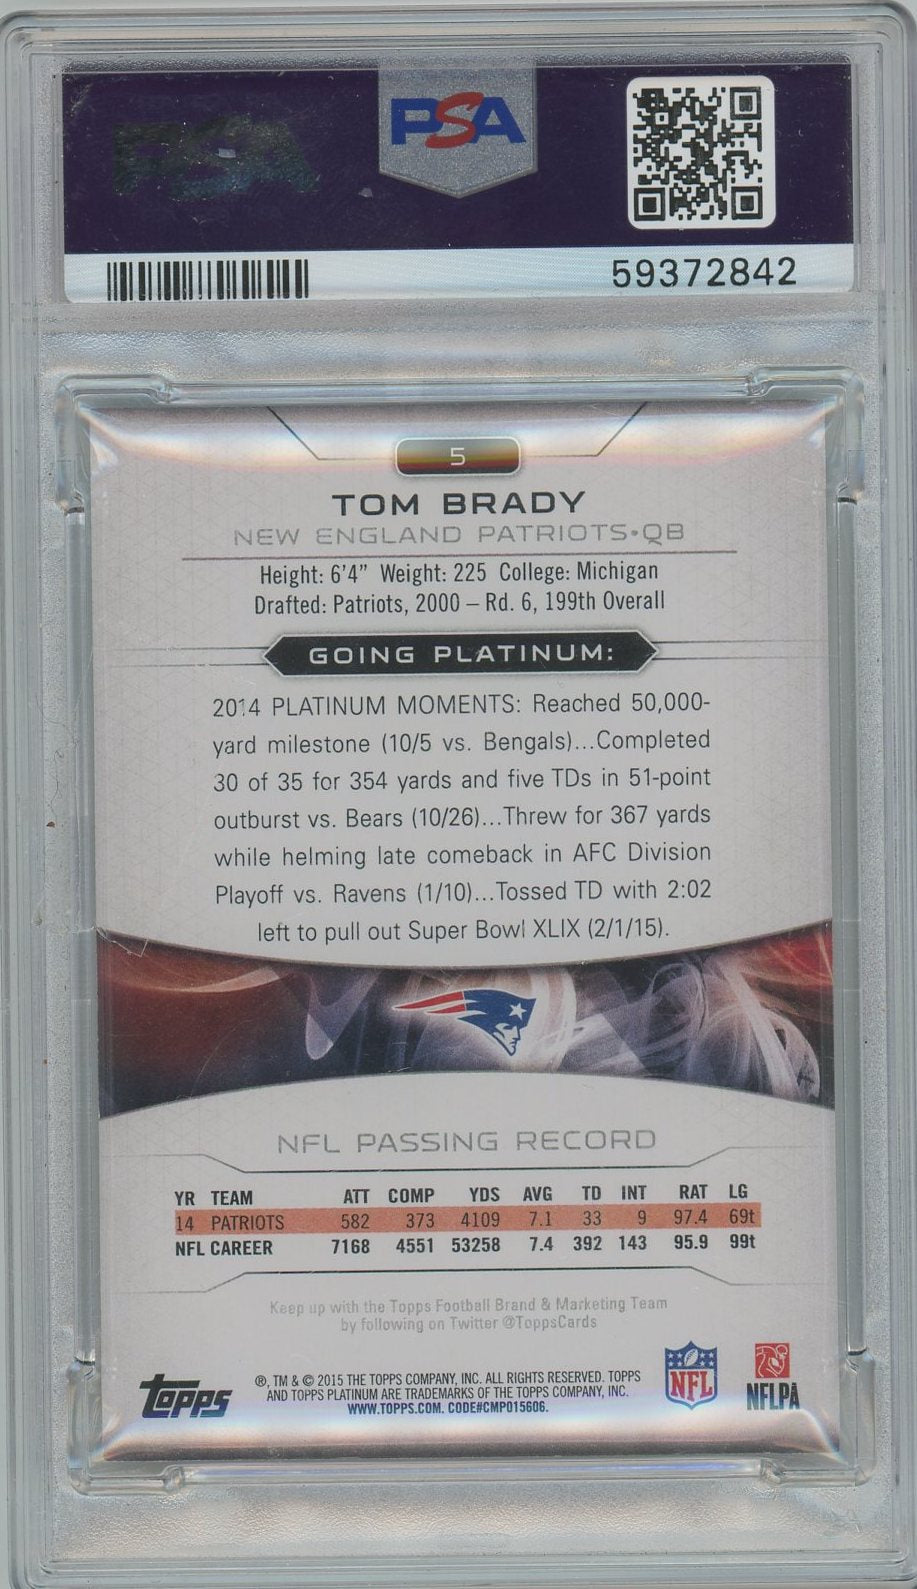 PSA
PSA
59372842
5
TOM BRADY
NEW ENGLAND PATRIOTS•QB
Height: 6'4" Weight: 225 College: Michigan
Drafted: Patriots, 2000 – Rd. 6, 199th Overall
GOING PLATINUM:
2014 PLATINUM MOMENTS: Reached 50,000-
yard milestone (10/5 vs. Bengals)...Completed
30 of 35 for 354 yards and five TDs in 51-point
outburst vs. Bears (10/26)...Threw for 367 yards
while helming late comeback in AFC Division
Playoff vs. Ravens (1/10)...Tossed TD with 2:02
left to pull out Super Bowl XLIX (2/1/15).
NFL PASSING RECORD
YR TEAM ATT COMP YDS AVG TD INT RAT LG
14 PATRIOTS 582 373 4109 7.1 33 9 97.4 69t
NFL CAREER 7168 4551 53258 7.4 392 143 95.9 99t
Keep up with the Topps Football Brand & Marketing Team
by following on Twitter @ToppsCards
Topps
®, TM & © 2015 THE TOPPS COMPANY, INC. ALL RIGHTS RESERVED. TOPPS
AND TOPPS PLATINUM ARE TRADEMARKS OF THE TOPPS COMPANY, INC.
WWW.TOPPS.COM. CODE#CMP015606.
NFL
NFLPA